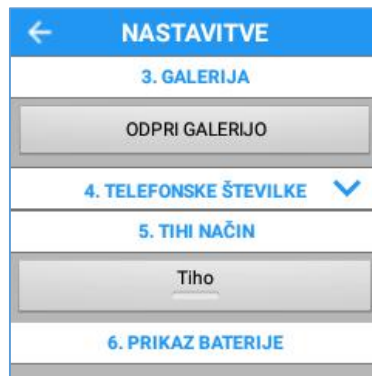 NASTAVITVE
3. GALERIJA
ODPRI GALERIJO
4. TELEFONSKE ŠTEVILKE
5. TIHI NAČIN
Tiho
6. PRIKAZ BATERIJE